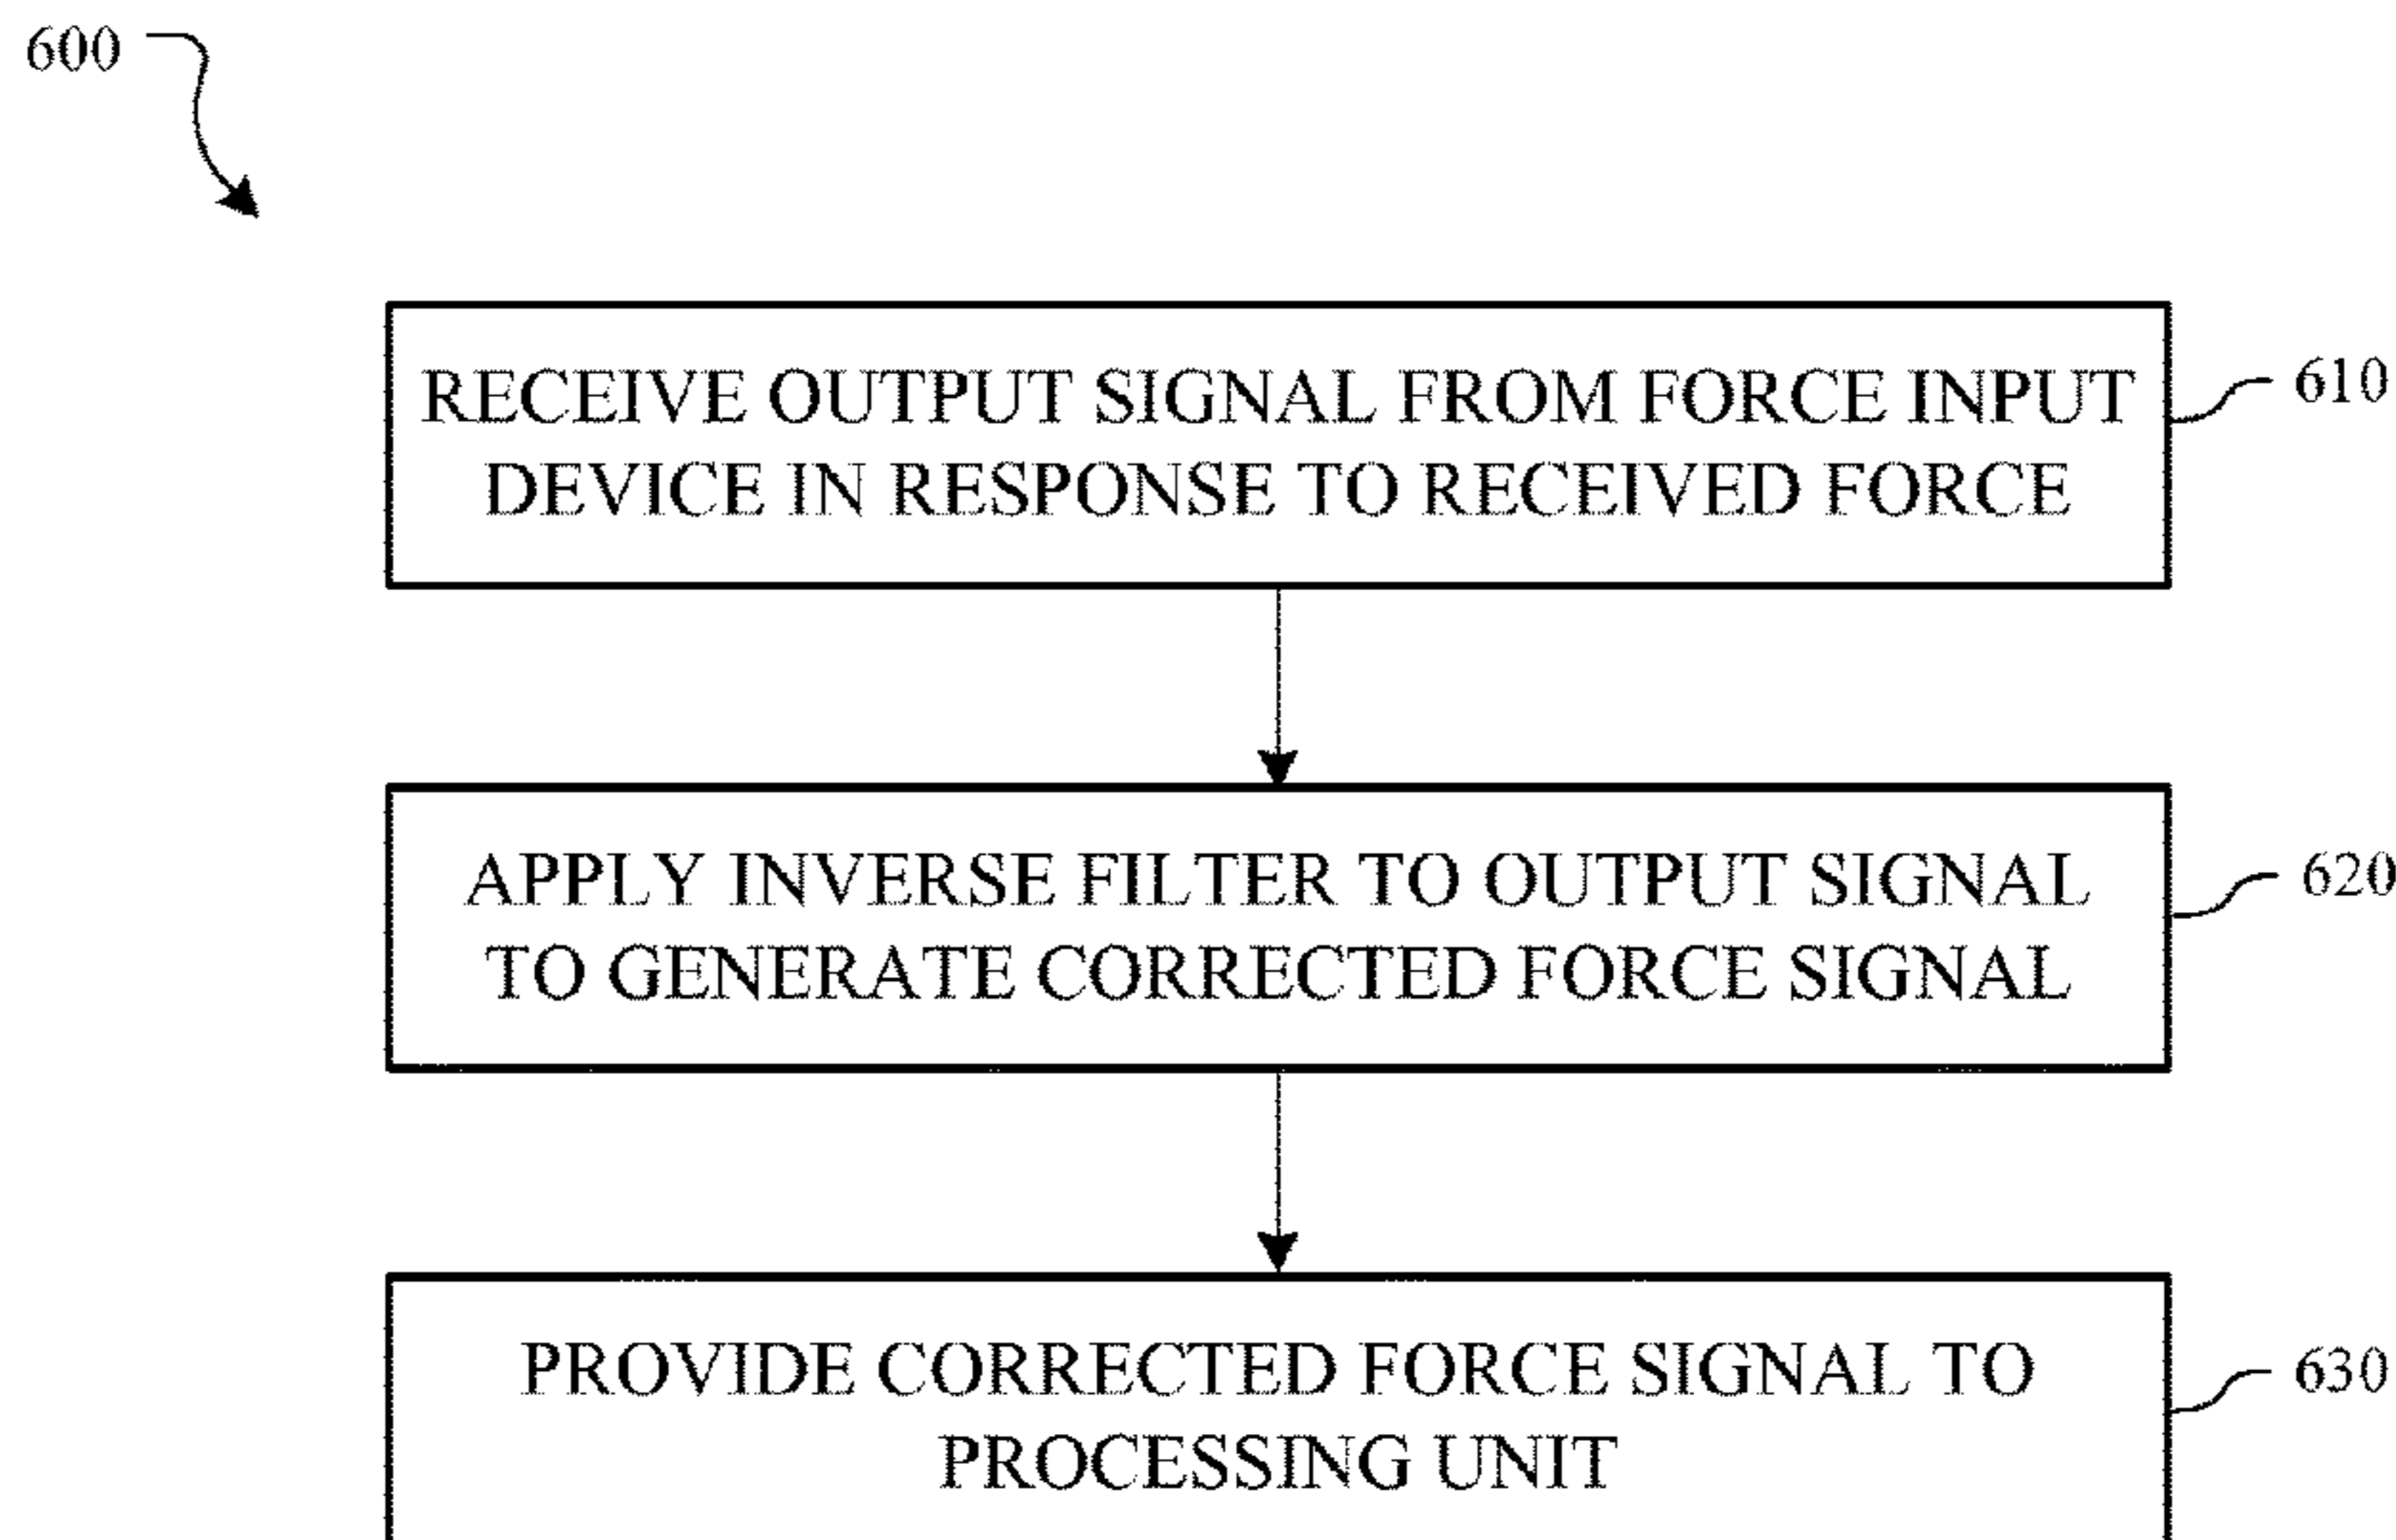 600
RECEIVE OUTPUT SIGNAL FROM FORCE INPUT
DEVICE IN RESPONSE TO RECEIVED FORCE
610
APPLY INVERSE FILTER TO OUTPUT SIGNAL
TO GENERATE CORRECTED FORCE SIGNAL
620
PROVIDE CORRECTED FORCE SIGNAL TO
PROCESSING UNIT
630